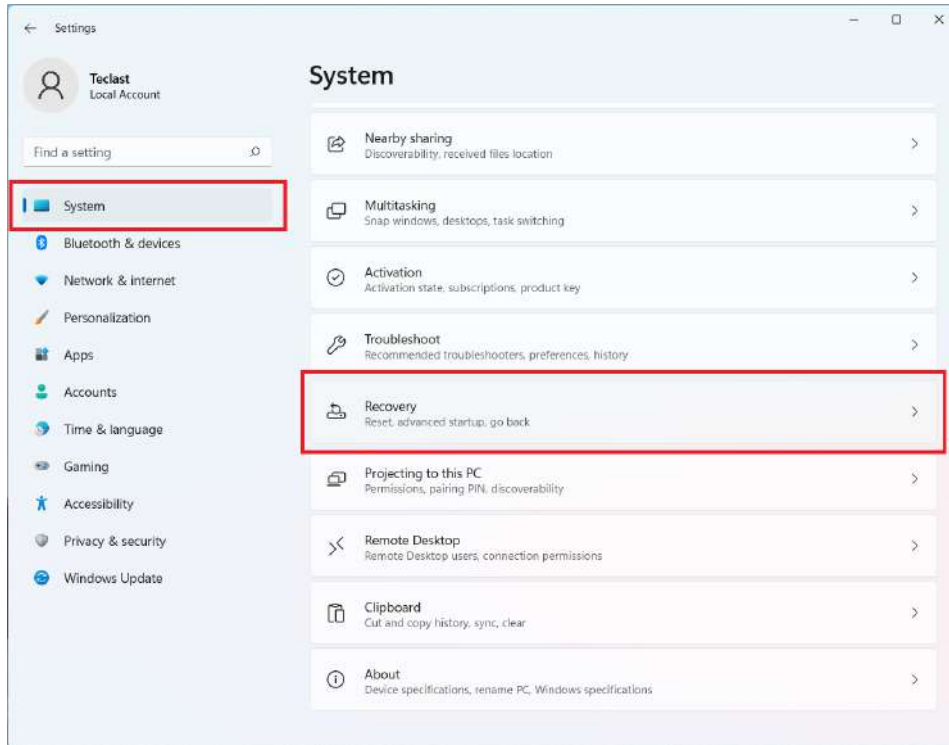 Settings
Teclast
Local Account
Find a setting
System
Bluetooth & devices
Network & internet
Personalization
Apps
Accounts
Time & language
Gaming
Accessibility
Privacy & security
Windows Update
System
Nearby sharing
Discoverability, received files location
Multitasking
Snap windows, desktops, task switching
Activation
Activation state, subscriptions, product key
Troubleshoot
Recommended troubleshooters, preferences, history
Recovery
Reset, advanced startup, go back
Projecting to this PC
Permissions, pairing PIN, discoverability
Remote Desktop
Remote Desktop users, connection permissions
Clipboard
Cut and copy history, sync, clear
About
Device specifications, rename PC, Windows specifications